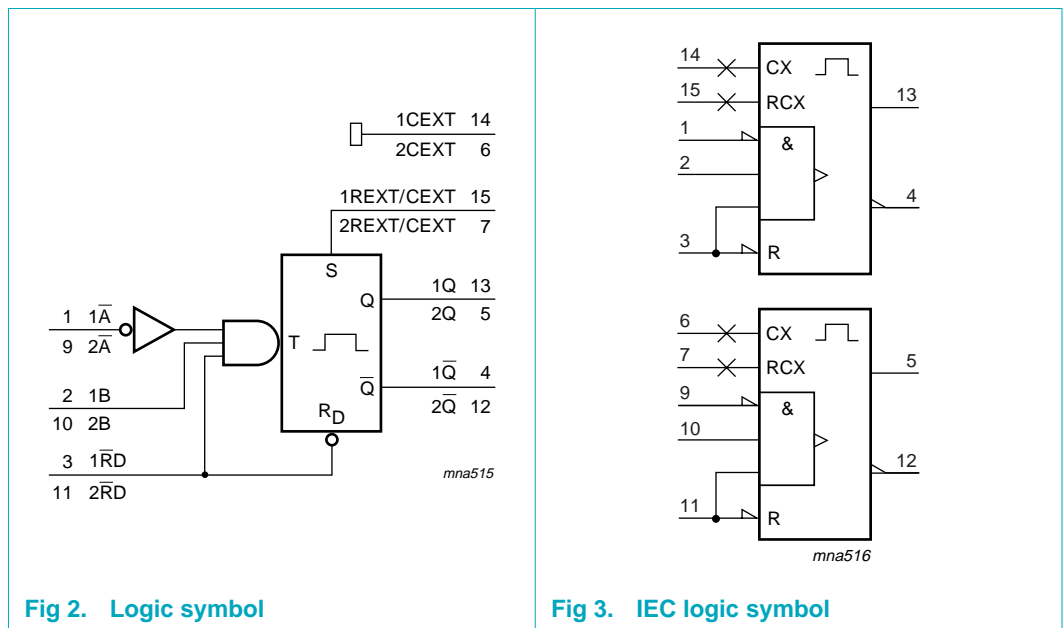 1CEXT 14
2CEXT 6
1REXT/CEXT 15
2REXT/CEXT 7
S
Q
1Q 13
2Q 5
1 1A̅
9 2A̅
T
Q̅
1Q̅ 4
2Q̅ 12
2 1B
10 2B
RD
3 1R̅D
11 2R̅D
mna515
Fig 2. Logic symbol
14 CX
15 RCX
13
1
&
2
4
3 R
6 CX
7 RCX
5
9
&
10
12
11 R
mna516
Fig 3. IEC logic symbol